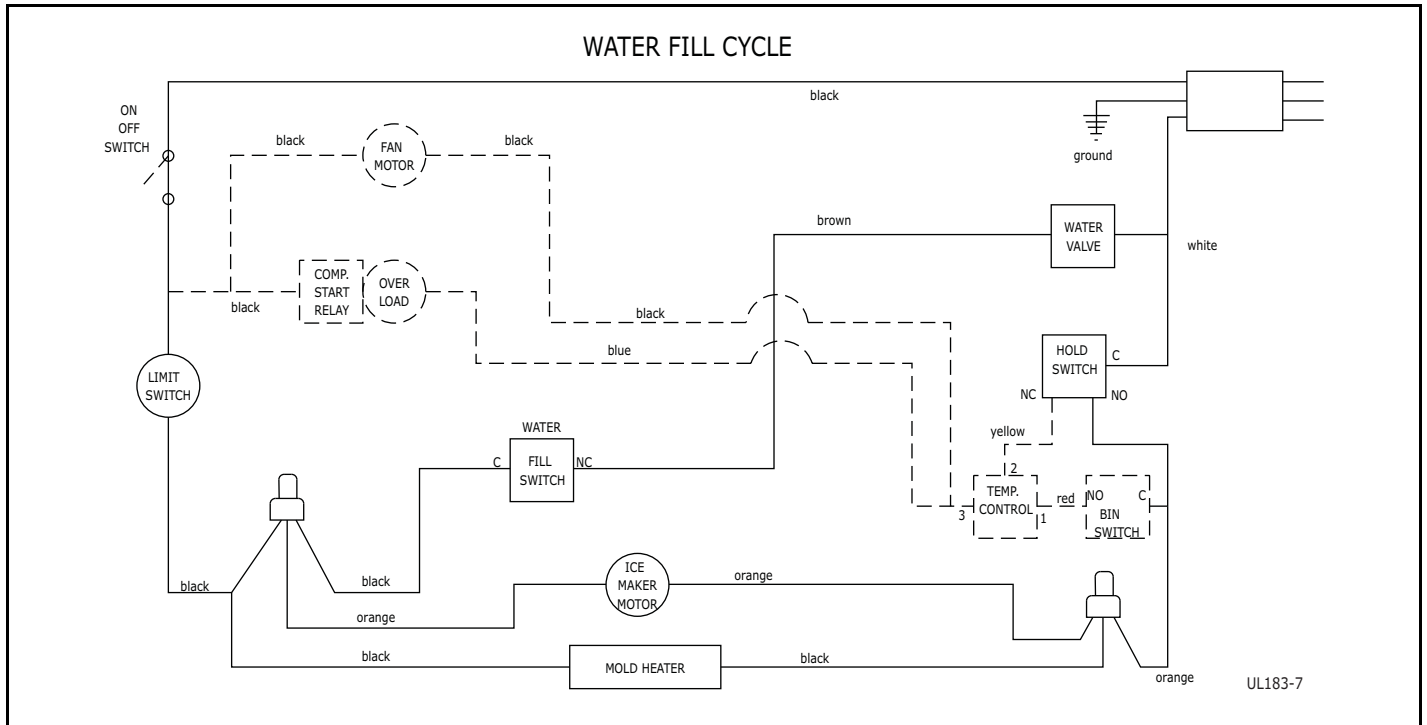 WATER FILL CYCLE
black
ON
OFF
SWITCH
black
FAN
MOTOR
black
ground
brown
WATER
VALVE
white
COMP.
START
RELAY
OVER
LOAD
black
black
blue
HOLD
SWITCH
C
NC
NO
LIMIT
SWITCH
yellow
WATER
C
FILL
SWITCH
NC
2
TEMP.
CONTROL
3
1
red
NO
C
BIN
SWITCH
black
black
orange
ICE
MAKER
MOTOR
orange
black
MOLD HEATER
black
orange
UL183-7